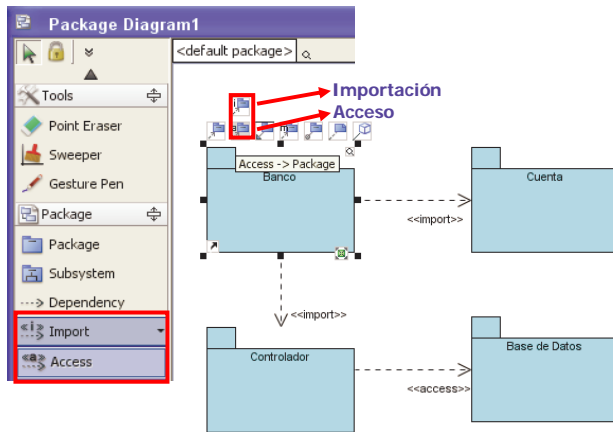 Package Diagram1
<default package>
Importación
Acceso
Tools
Point Eraser
Sweeper
Gesture Pen
Package
Package
Subsystem
Dependency
<<i>> Import
<<a>> Access
Access -> Package
Banco
<<import>>
Cuenta
<<import>>
Controlador
<<access>>
Base de Datos